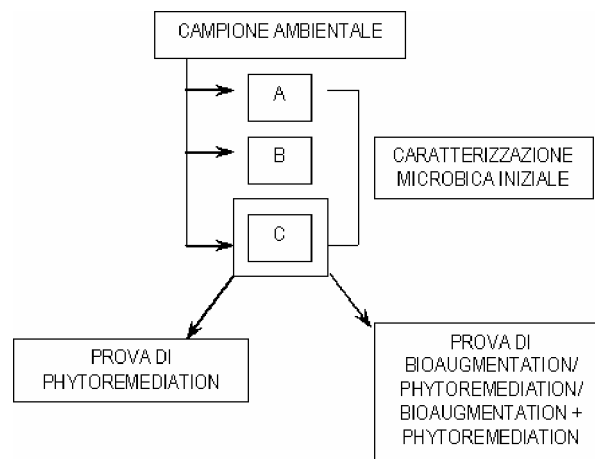 CAMPIONE AMBIENTALE
A
B
CARATTERIZZAZIONE
MICROBICA INIZIALE
C
PROVA DI
PHYTOREMEDIATION
PROVA DI
BIOAUGMENTATION/
PHYTOREMEDIATION/
BIOAUGMENTATION +
PHYTOREMEDIATION